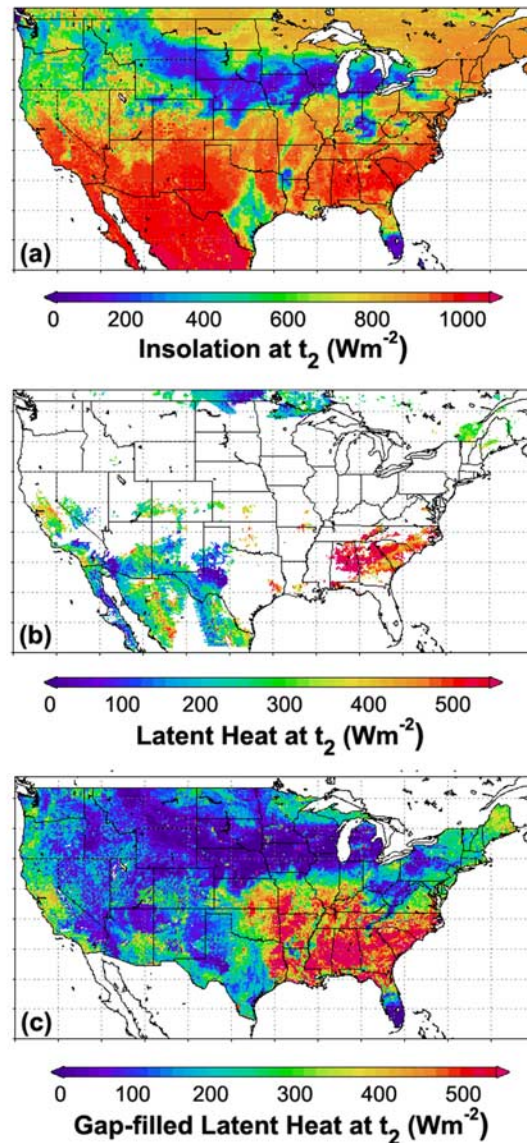 (a)
0 200 400 600 800 1000
Insolation at t2 (Wm-2)
(b)
0 100 200 300 400 500
Latent Heat at t2 (Wm-2)
(c)
0 100 200 300 400 500
Gap-filled Latent Heat at t2 (Wm-2)